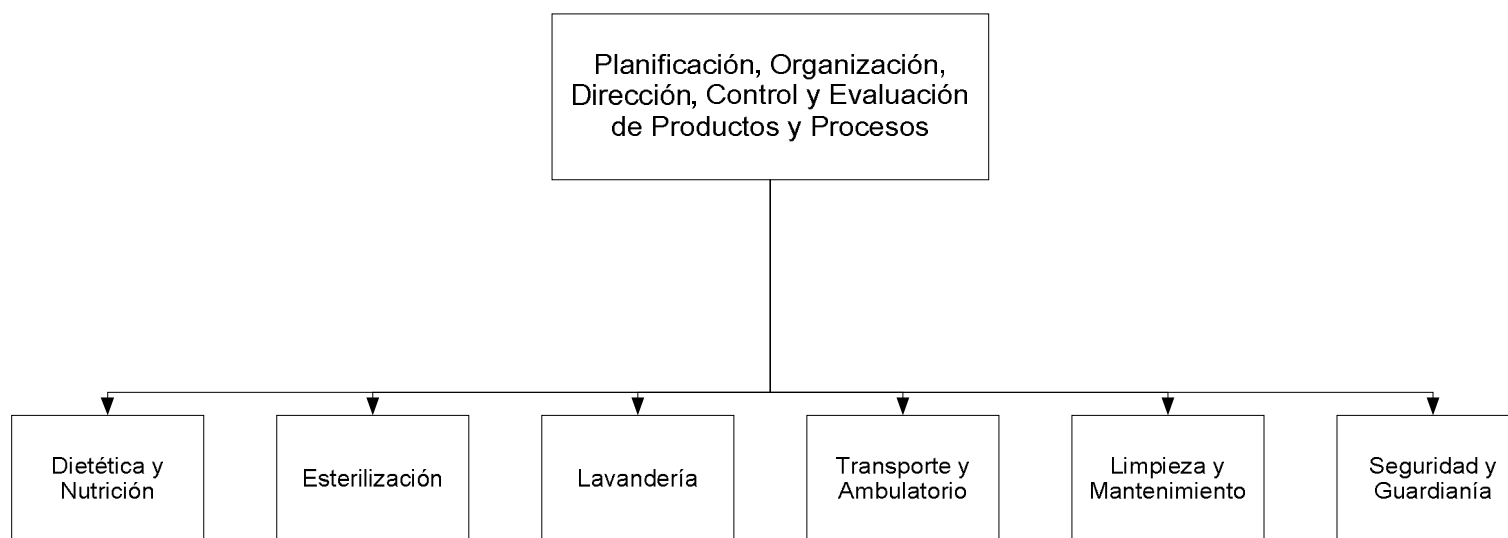 Planificación, Organización,
Dirección, Control y Evaluación
de Productos y Procesos
Dietética y
Nutrición
Esterilización
Lavandería
Transporte y
Ambulatorio
Limpieza y
Mantenimiento
Seguridad y
Guardianía